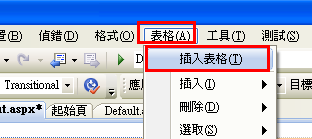 置(B) 偵錯(D) 格式(O) 表格(A) 工具(T) 測試(S)
D
插入表格(T)
Transitional 應 目標
插入(I)
ut.aspx* 起始頁 Default.a
刪除(D)
選取(S)